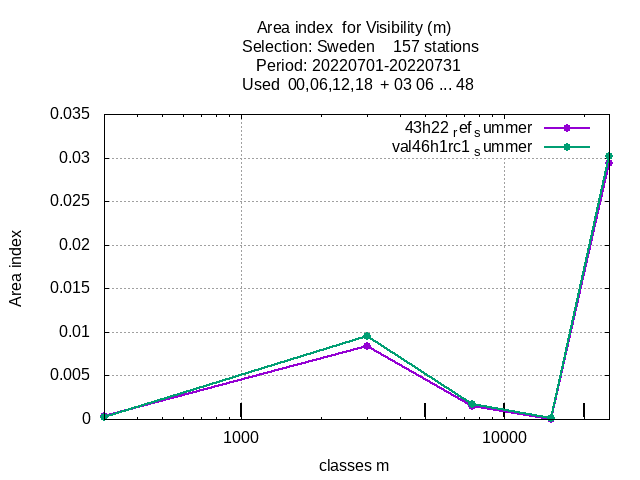 Area index  for Visibility (m)
Selection: Sweden    157 stations
Period: 20220701-20220731
Used  00,06,12,18  + 03 06 ... 48
0.035
43h22 ref summer
val46h1rc1 summer
0.03
0.025
0.02
0.015
0.01
0.005
0
Area index
1000
10000
classes m